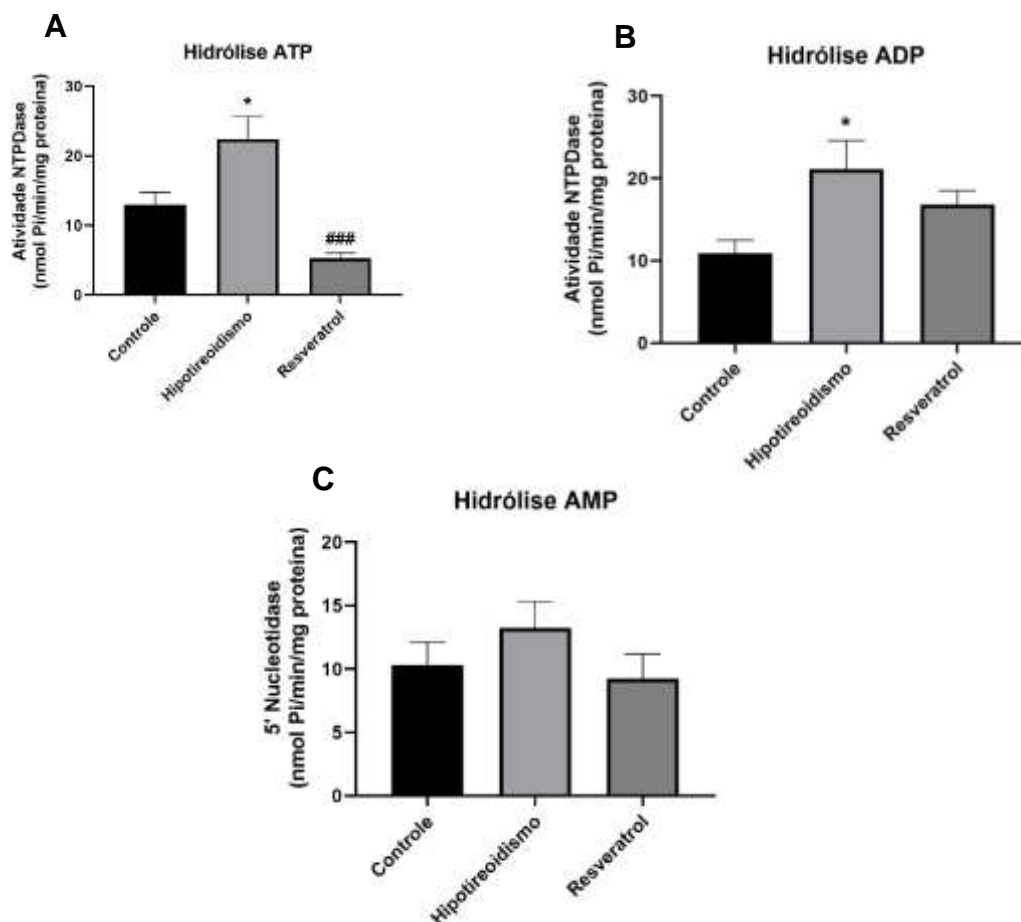 A
Hidrólise ATP
Atividade NTPDase
(nmol Pi/min/mg proteína)
30
20
10
0
*
###
Controle
Hipotireoidismo
Resveratrol
B
Hidrólise ADP
Atividade NTPDase
(nmol Pi/min/mg proteína)
30
20
10
0
*
Controle
Hipotireoidismo
Resveratrol
C
Hidrólise AMP
5' Nucleotidase
(nmol Pi/min/mg proteína)
20
15
10
5
0
Controle
Hipotireoidismo
Resveratrol